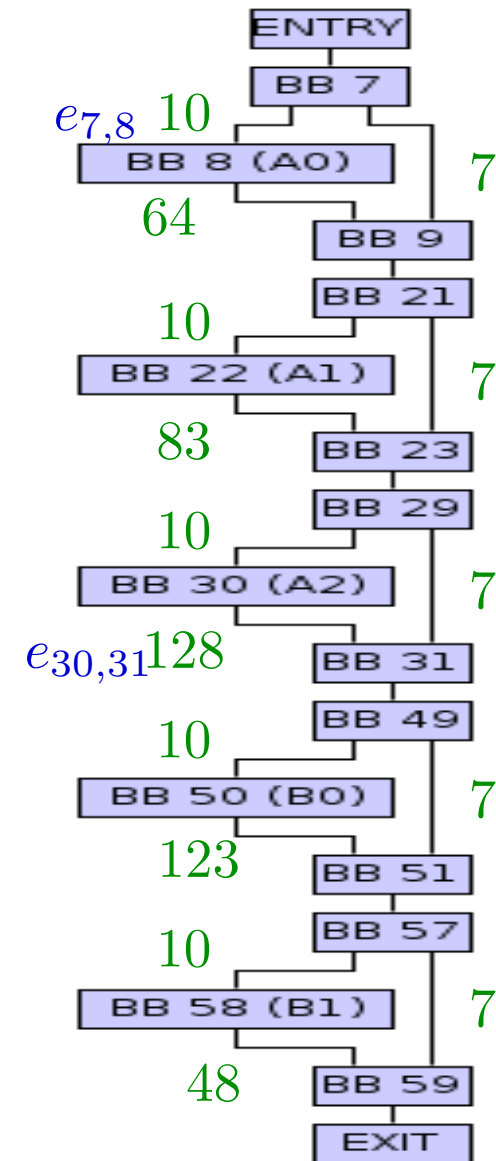 ENTRY
BB 7
e7,8 10
BB 8 (A0) 7
64
BB 9
BB 21
10
BB 22 (A1) 7
83
BB 23
BB 29
10
BB 30 (A2) 7
e30,31 128
BB 31
BB 49
10
BB 50 (B0) 7
123
BB 51
BB 57
10
BB 58 (B1) 7
48
BB 59
EXIT